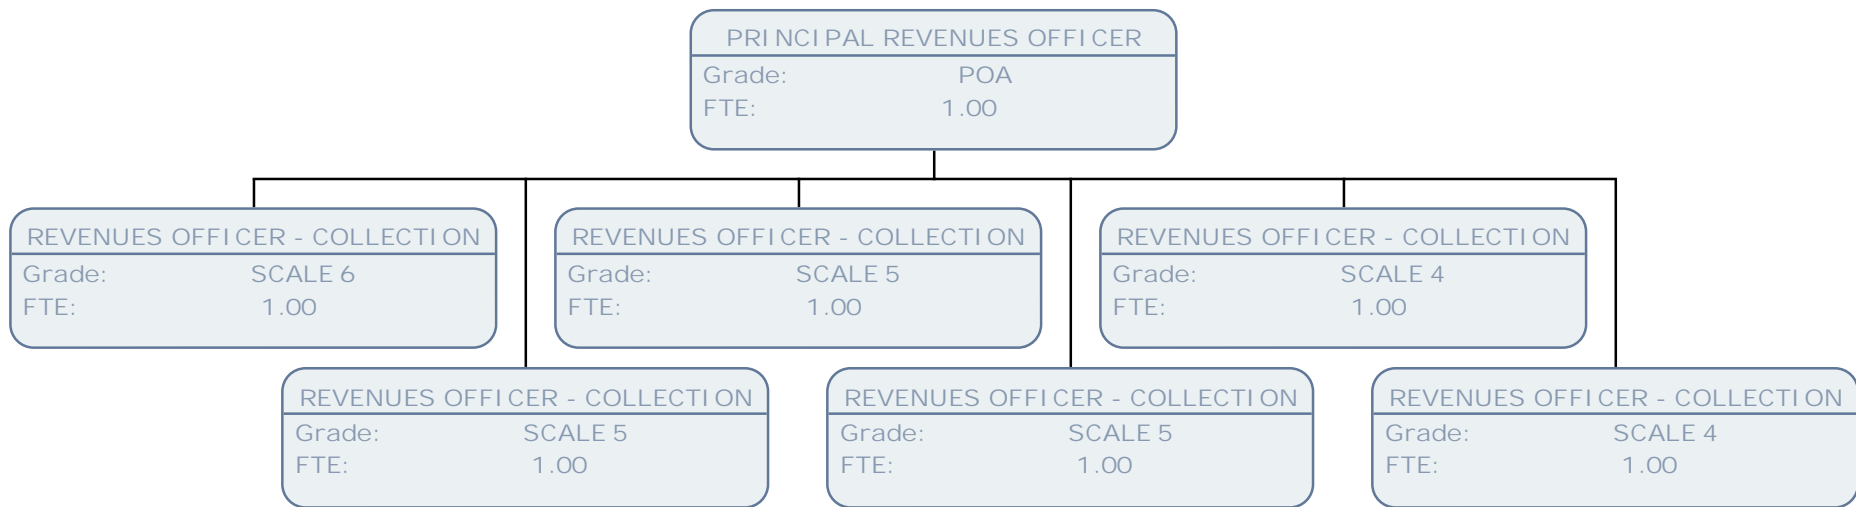 PRINCIPAL REVENUES OFFICER
Grade: POA
FTE: 1.00
REVENUES OFFICER - COLLECTION
Grade: SCALE 6
FTE: 1.00
REVENUES OFFICER - COLLECTION
Grade: SCALE 5
FTE: 1.00
REVENUES OFFICER - COLLECTION
Grade: SCALE 4
FTE: 1.00
REVENUES OFFICER - COLLECTION
Grade: SCALE 5
FTE: 1.00
REVENUES OFFICER - COLLECTION
Grade: SCALE 5
FTE: 1.00
REVENUES OFFICER - COLLECTION
Grade: SCALE 4
FTE: 1.00